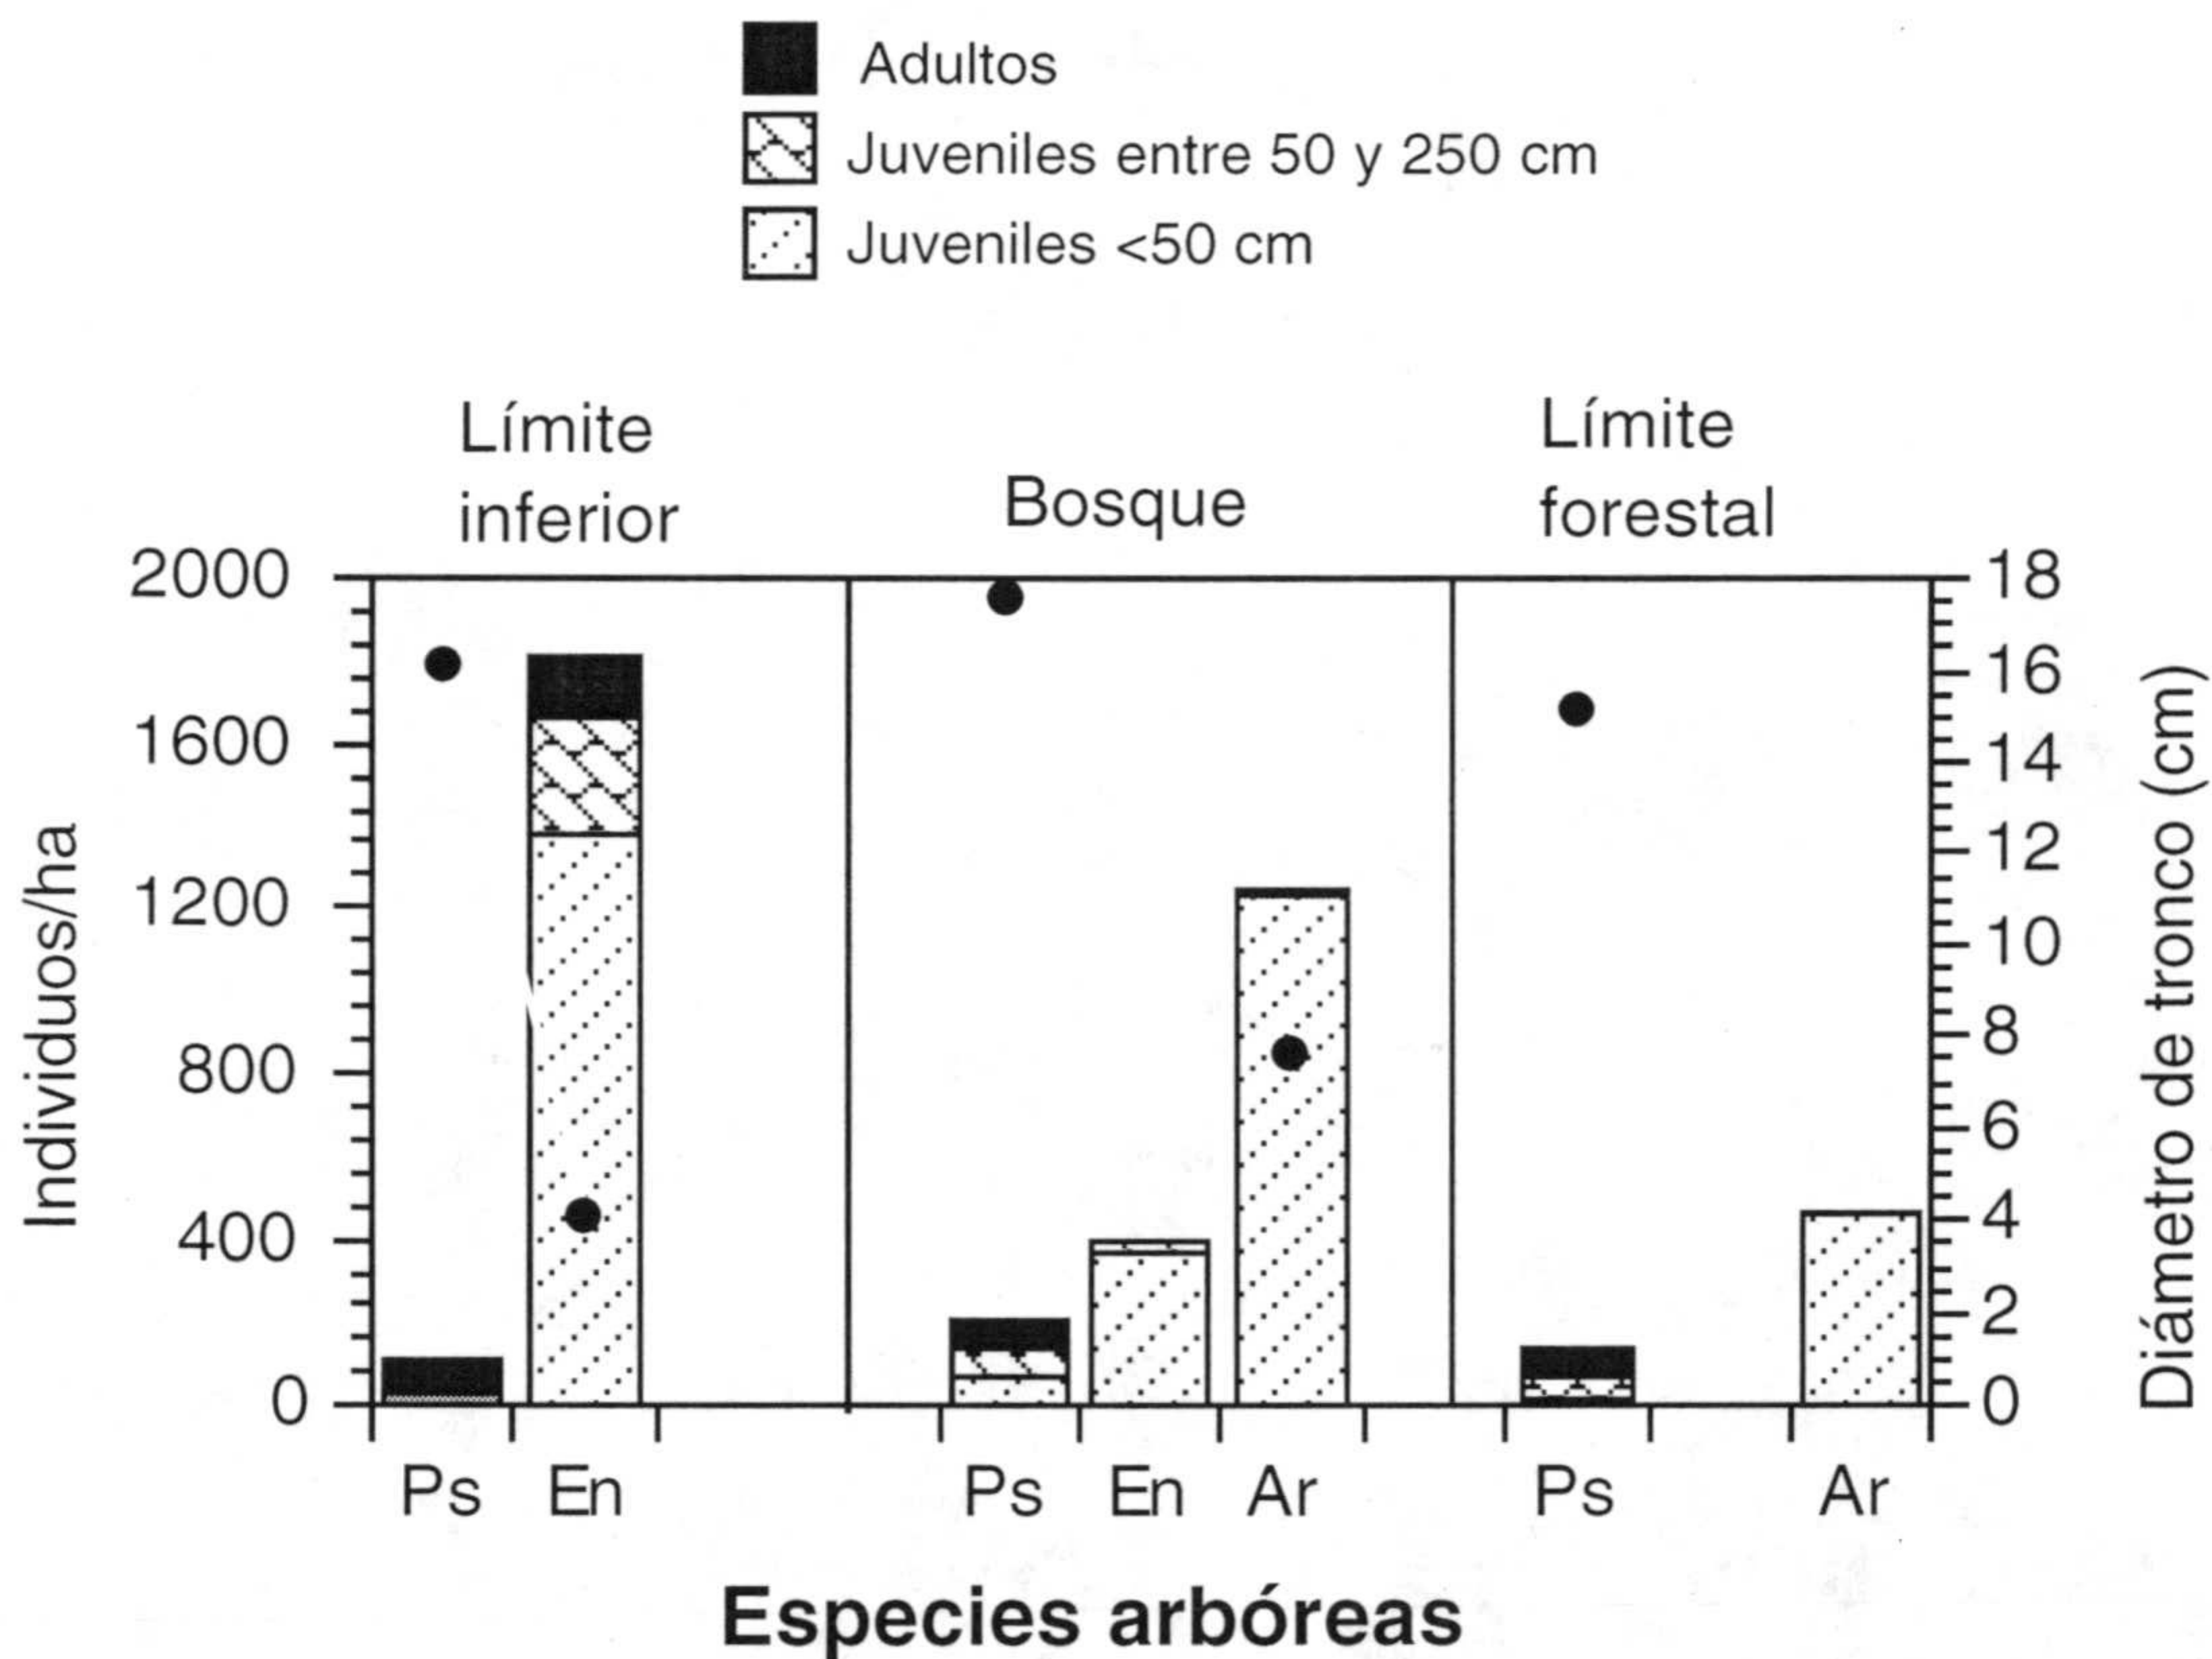 Adultos
Juveniles entre 50 y 250 cm
Juveniles <50 cm
Límite
inferior
Bosque
Límite
forestal
2000
1600
1200
800
400
0
Individuos/ha
18
16
14
12
10
8
6
4
2
0
Diámetro de tronco (cm)
Ps En Ps En Ar Ps Ar
Especies arbóreas